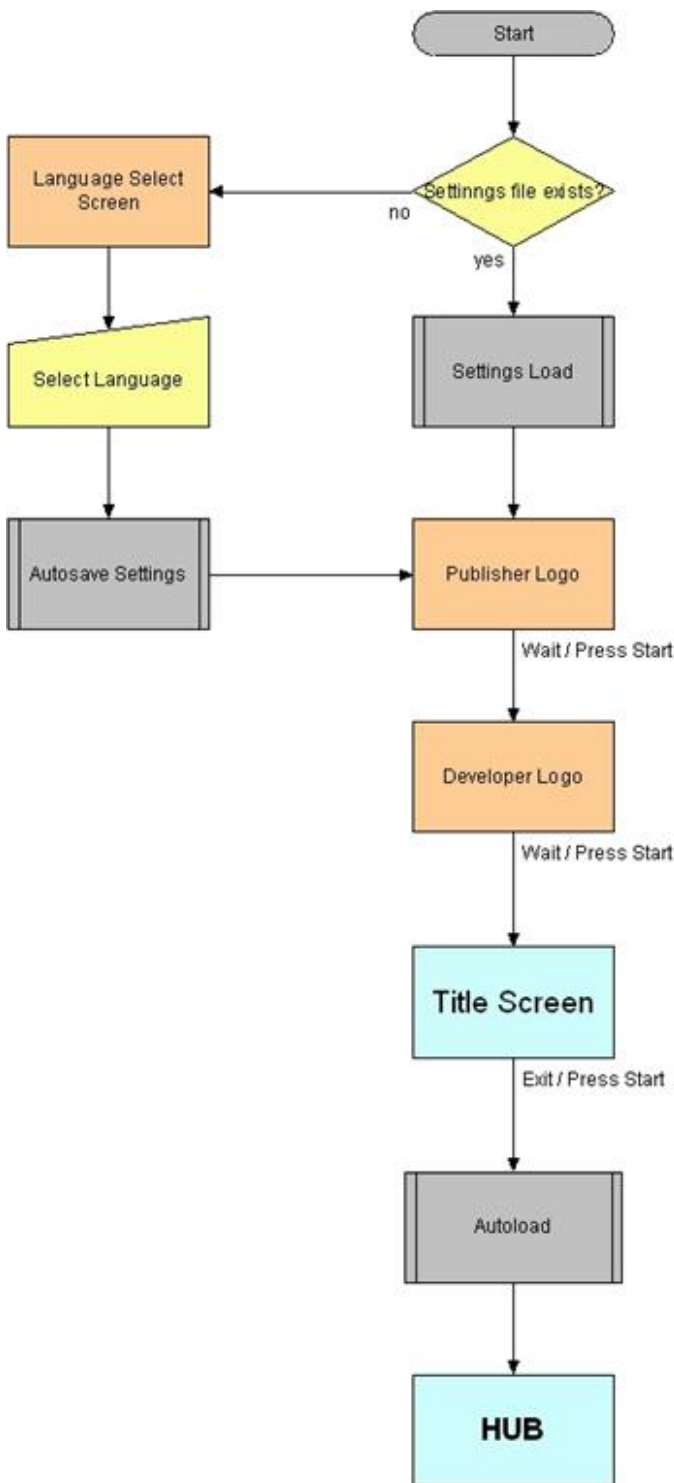 Start
Language Select
Screen
Settinngs file exists?
no
yes
Select Language
Settings Load
Autosave Settings
Publisher Logo
Wait / Press Start
Developer Logo
Wait / Press Start
Title Screen
Exit / Press Start
Autoload
HUB